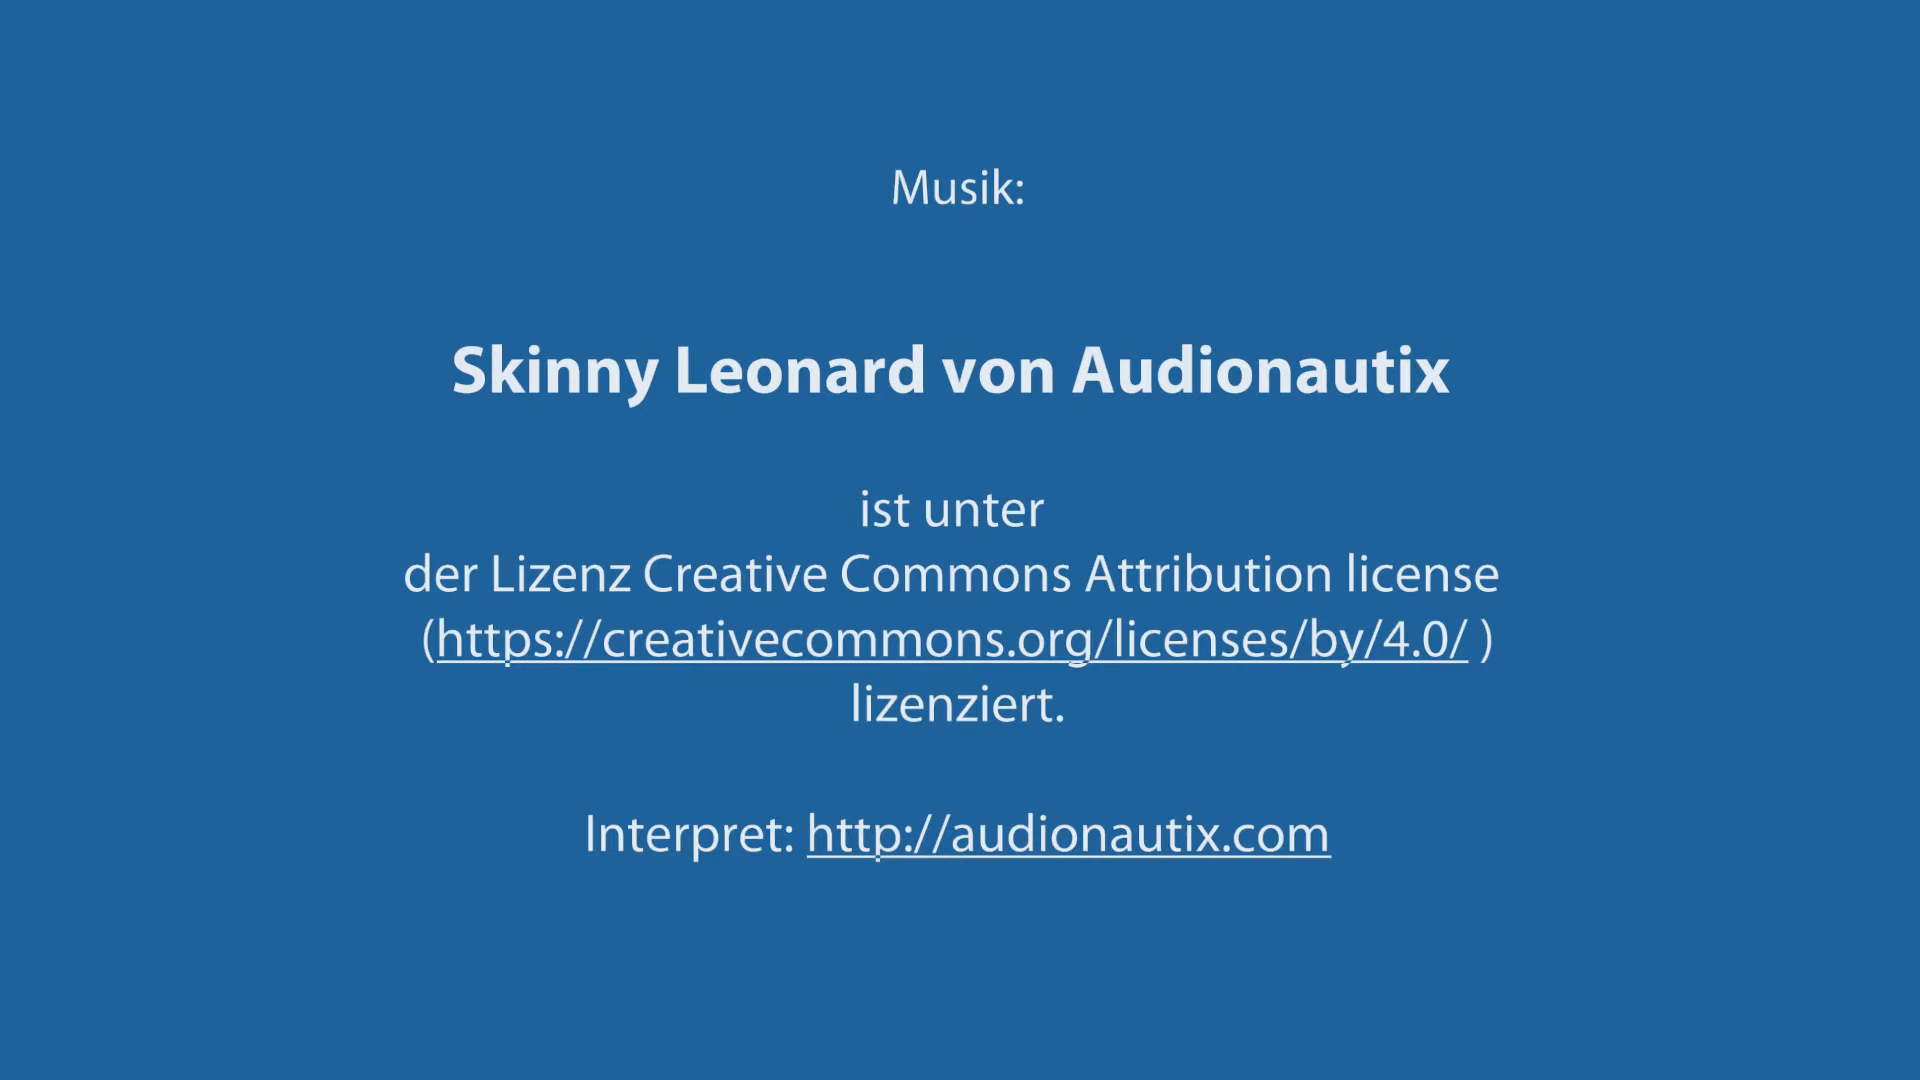 Musik:
Skinny Leonard von Audionautix
ist unter
der Lizenz Creative Commons Attribution license
(https://creativecommons.org/licenses/by/4.0/ )
lizenziert.
Interpret: http://audionautix.com